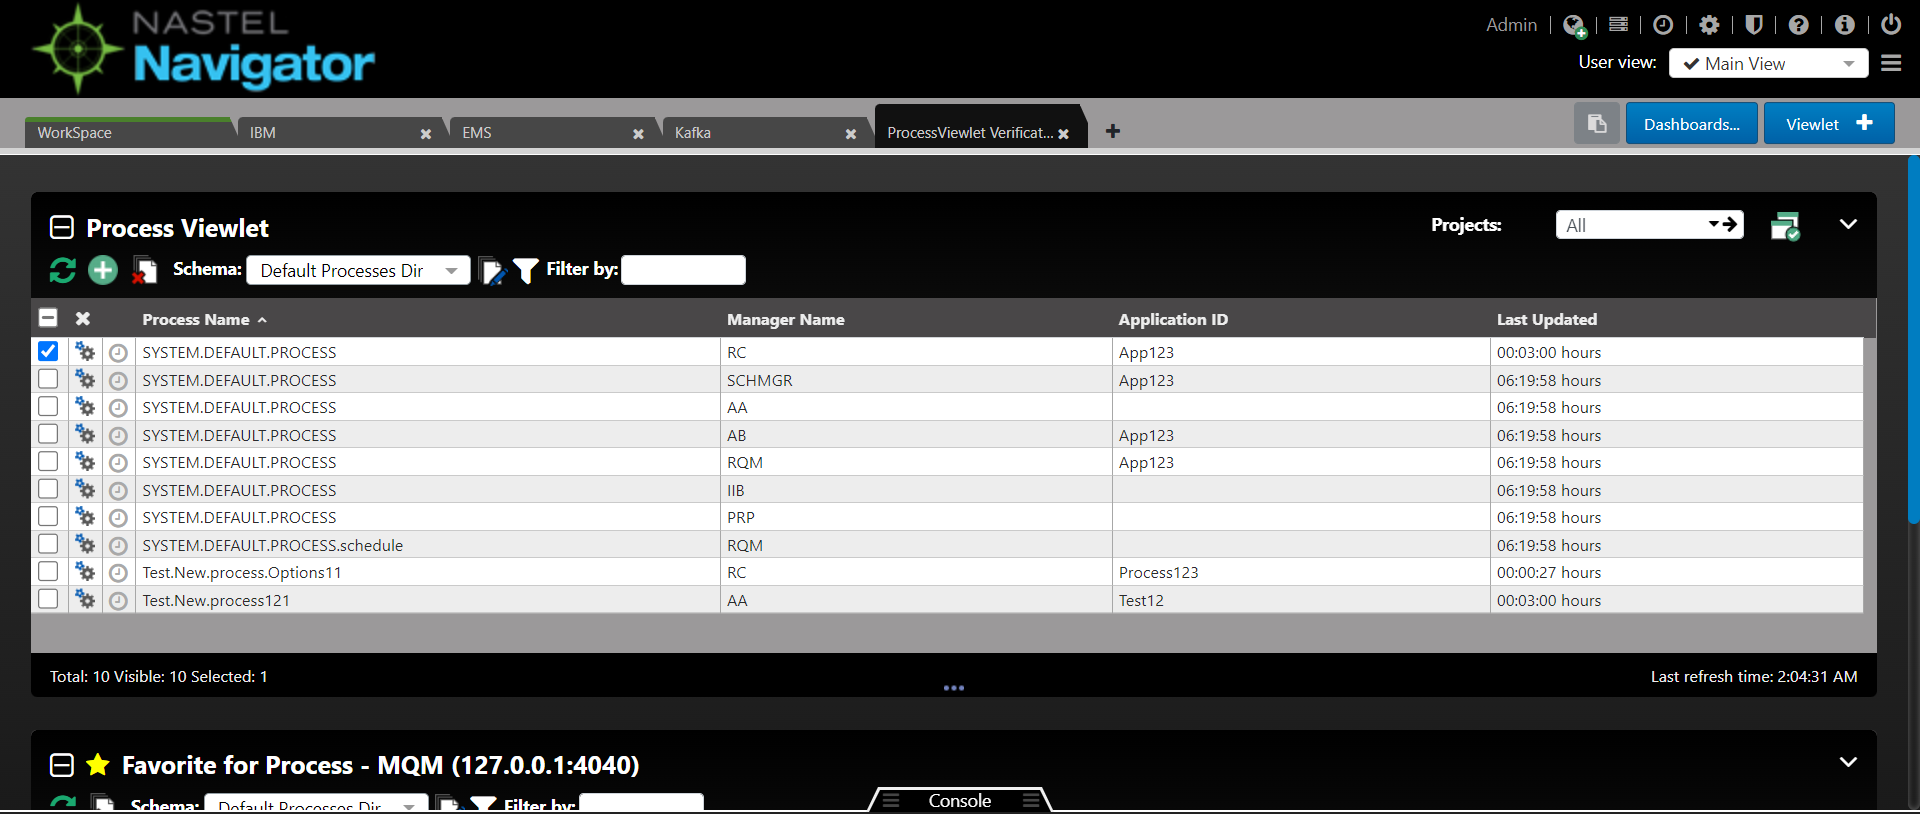 NASTEL
Navigator
Admin
User view: Main View
WorkSpace IBM EMS Kafka ProcessViewlet Verificat... Dashboards... Viewlet
Process Viewlet Projects: All
Schema: Default Processes Dir Filter by:
Process Name Manager Name Application ID Last Updated
SYSTEM.DEFAULT.PROCESS RC App123 00:03:00 hours
SYSTEM.DEFAULT.PROCESS SCHMGR App123 06:19:58 hours
SYSTEM.DEFAULT.PROCESS AA 06:19:58 hours
SYSTEM.DEFAULT.PROCESS AB App123 06:19:58 hours
SYSTEM.DEFAULT.PROCESS RQM App123 06:19:58 hours
SYSTEM.DEFAULT.PROCESS IIB 06:19:58 hours
SYSTEM.DEFAULT.PROCESS PRP 06:19:58 hours
SYSTEM.DEFAULT.PROCESS.schedule RQM 06:19:58 hours
Test.New.process.Options11 RC Process123 00:00:27 hours
Test.New.process121 AA Test12 00:03:00 hours
Total: 10 Visible: 10 Selected: 1 Last refresh time: 2:04:31 AM
Favorite for Process - MQM (127.0.0.1:4040)
Schema: Default Processes Dir Filter by:
Console